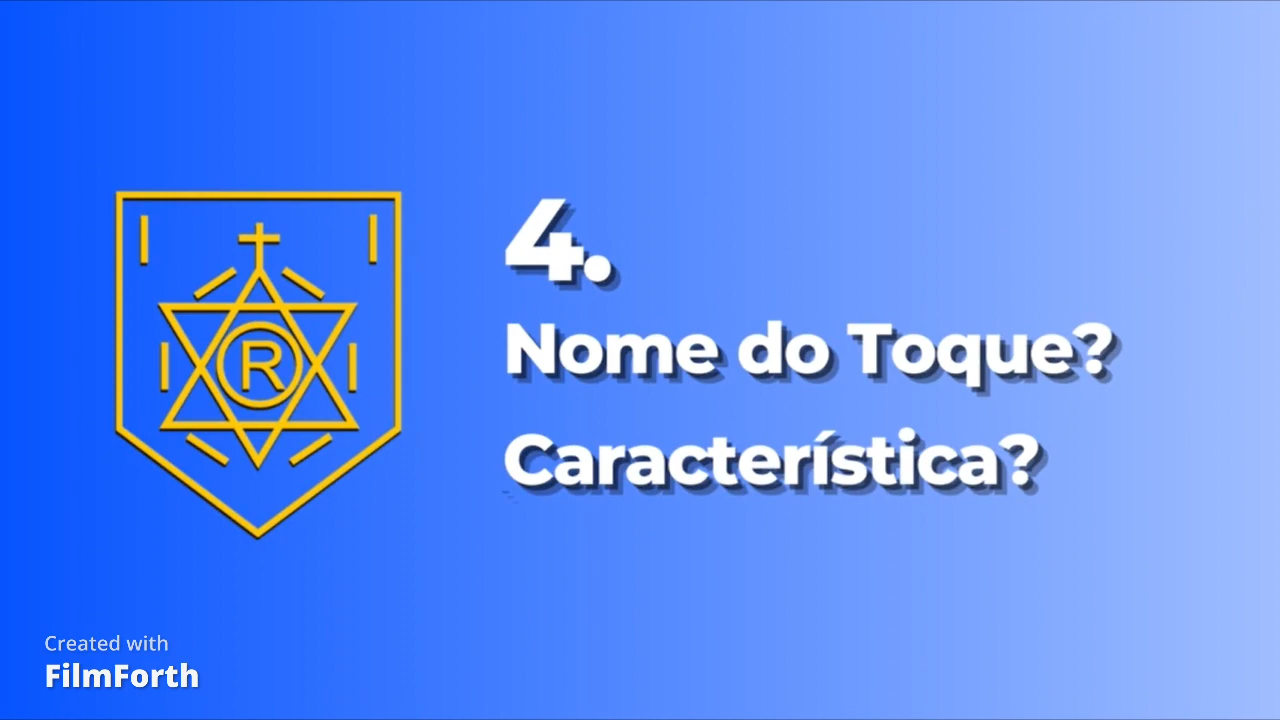 R
4.
Nome do Toque?
Característica?
Created with
FilmForth